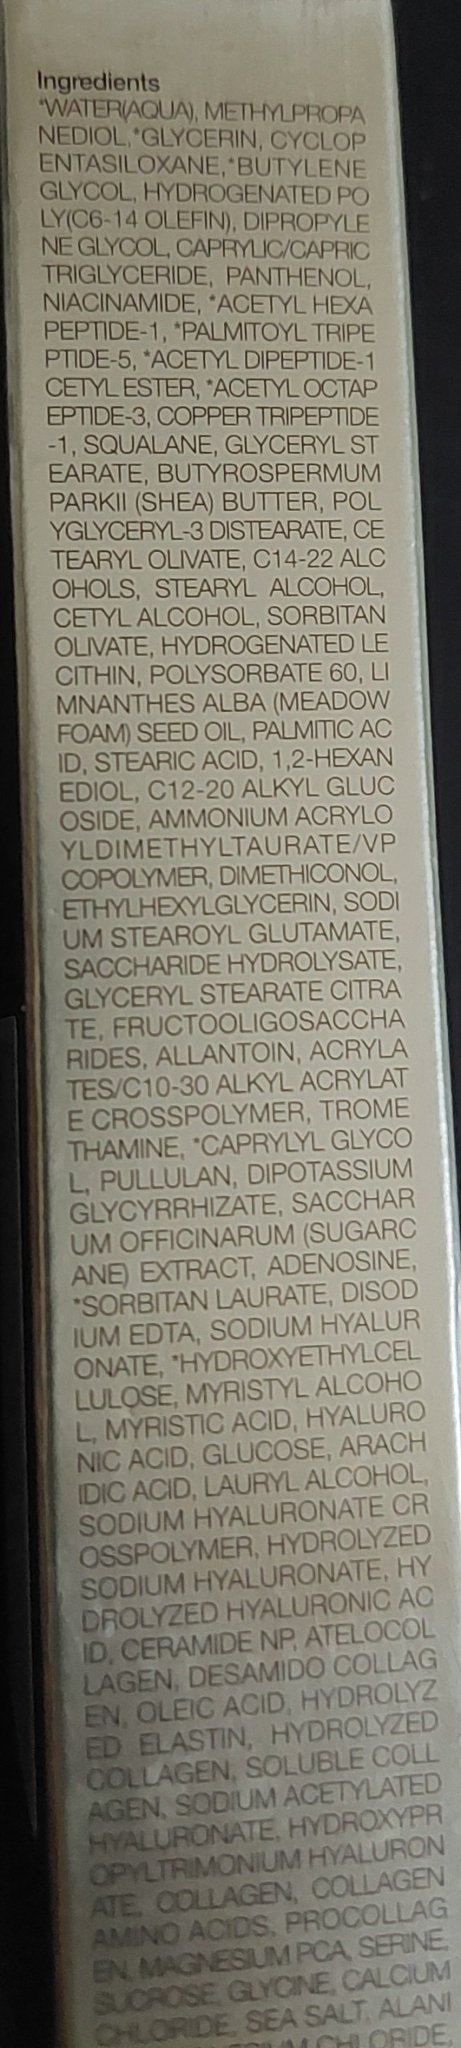 Ingredients
*WATER(AQUA), METHYLPROPA
NEDIOL,*GLYCERIN, CYCLOP
ENTASILOXANE,*BUTYLENE
GLYCOL, HYDROGENATED PO
LY(C6-14 OLEFIN), DIPROPYLE
NE GLYCOL, CAPRYLIC/CAPRIC
TRIGLYCERIDE, PANTHENOL,
NIACINAMIDE, *ACETYL HEXA
PEPTIDE-1, *PALMITOYL TRIPE
PTIDE-5, *ACETYL DIPEPTIDE-1
CETYL ESTER, *ACETYL OCTAP
EPTIDE-3, COPPER TRIPEPTIDE
-1, SQUALANE, GLYCERYL ST
EARATE, BUTYROSPERMUM
PARKII (SHEA) BUTTER, POL
YGLYCERYL-3 DISTEARATE, CE
TEARYL OLIVATE, C14-22 ALC
OHOLS, STEARYL ALCOHOL,
CETYL ALCOHOL, SORBITAN
OLIVATE, HYDROGENATED LE
CITHIN, POLYSORBATE 60, LI
MNANTHES ALBA (MEADOW
FOAM) SEED OIL, PALMITIC AC
ID, STEARIC ACID, 1,2-HEXAN
EDIOL, C12-20 ALKYL GLUC
OSIDE, AMMONIUM ACRYLO
YLDIMETHYLTAURATE/VP
COPOLYMER, DIMETHICONOL,
ETHYLHEXYLGLYCERIN, SODI
UM STEAROYL GLUTAMATE,
SACCHARIDE HYDROLYSATE,
GLYCERYL STEARATE CITRA
TE, FRUCTOOLIGOSACCHA
RIDES, ALLANTOIN, ACRYLA
TES/C10-30 ALKYL ACRYLAT
E CROSSPOLYMER, TROME
THAMINE, *CAPRYLYL GLYCO
L, PULLULAN, DIPOTASSIUM
GLYCYRRHIZATE, SACCHAR
UM OFFICINARUM (SUGARC
ANE) EXTRACT, ADENOSINE,
*SORBITAN LAURATE, DISOD
IUM EDTA, SODIUM HYALUR
ONATE, *HYDROXYETHYLCEL
LULOSE, MYRISTYL ALCOHO
L, MYRISTIC ACID, HYALURO
NIC ACID, GLUCOSE, ARACH
IDIC ACID, LAURYL ALCOHOL,
SODIUM HYALURONATE CR
OSSPOLYMER, HYDROLYZED
SODIUM HYALURONATE, HY
DROLYZED HYALURONIC AC
ID, CERAMIDE NP, ATELOCOL
LAGEN, DESAMIDO COLLAG
EN, OLEIC ACID, HYDROLYZ
ED ELASTIN, HYDROLYZED
COLLAGEN, SOLUBLE COLL
AGEN, SODIUM ACETYLATED
HYALURONATE, HYDROXYPR
OPYLTRIMONIUM HYALURON
ATE, COLLAGEN, COLLAGEN
AMINO ACIDS, PROCOLLAG
EN, MAGNESIUM PCA, SERINE,
SUCROSE, GLYCINE, CALCIUM
CHLORIDE, SEA SALT, ALANI
CHLORIDE,